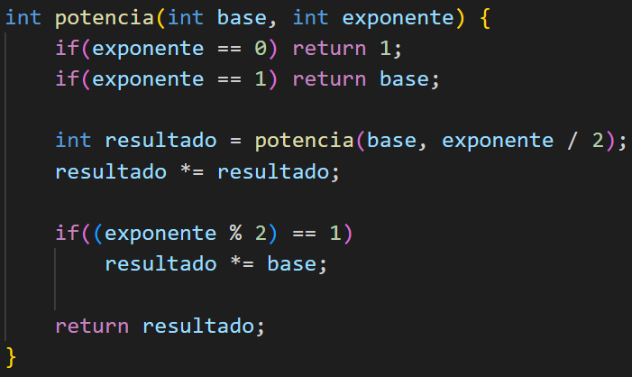 int potencia(int base, int exponente) {
    if(exponente == 0) return 1;
    if(exponente == 1) return base;

    int resultado = potencia(base, exponente / 2);
    resultado *= resultado;

    if((exponente % 2) == 1)
        resultado *= base;

    return resultado;
}